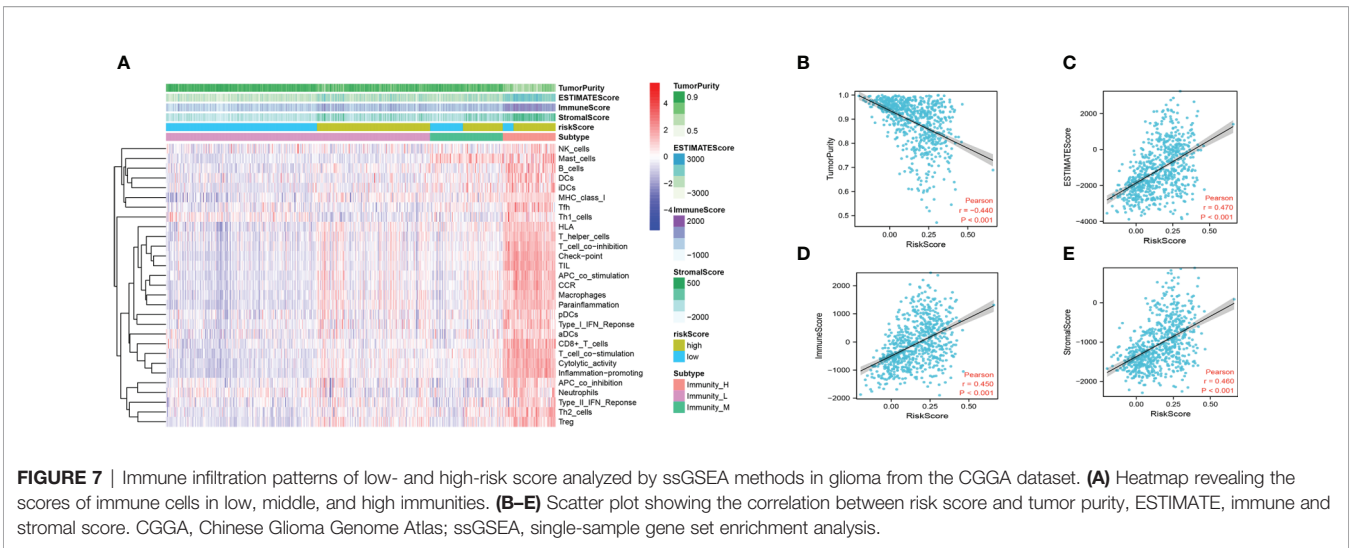 A
TumorPurity
ESTIMATEScore
ImmuneScore
StromalScore
riskScore
Subtype
NK_cells
Mast_cells
B_cells
DCs
iDCs
MHC_class_I
Tfh
Th1_cells
HLA
T_helper_cells
T_cell_co-inhibition
Check-point
TIL
APC_co_stimulation
CCR
Macrophages
Parainflammation
pDCs
Type_I_IFN_Reponse
aDCs
CD8+_T_cells
T_cell_co-stimulation
Cytolytic_activity
Inflammation-promoting
APC_co_inhibition
Neutrophils
Type_II_IFN_Reponse
Th2_cells
Treg
4
2
0
−2
−4
TumorPurity
0.9
0.5
ESTIMATEScore
3000
−3000
ImmuneScore
2000
−1000
StromalScore
500
−2000
riskScore
high
low
Subtype
Immunity_H
Immunity_L
Immunity_M
B
TumorPurity
1.0
0.9
0.8
0.7
0.6
0.5
Pearson
r = −0.440
P < 0.001
0.00 0.25 0.50
RiskScore
C
ESTIMATEScore
2000
0
−2000
−4000
Pearson
r = 0.470
P < 0.001
0.00 0.25 0.50
RiskScore
D
ImmuneScore
2000
1000
0
−1000
−2000
Pearson
r = 0.450
P < 0.001
0.00 0.25 0.50
RiskScore
E
StromalScore
0
−1000
−2000
Pearson
r = 0.460
P < 0.001
0.00 0.25 0.50
RiskScore
FIGURE 7 | Immune infiltration patterns of low- and high-risk score analyzed by ssGSEA methods in glioma from the CGGA dataset. (A) Heatmap revealing the
scores of immune cells in low, middle, and high immunities. (B–E) Scatter plot showing the correlation between risk score and tumor purity, ESTIMATE, immune and
stromal score. CGGA, Chinese Glioma Genome Atlas; ssGSEA, single-sample gene set enrichment analysis.